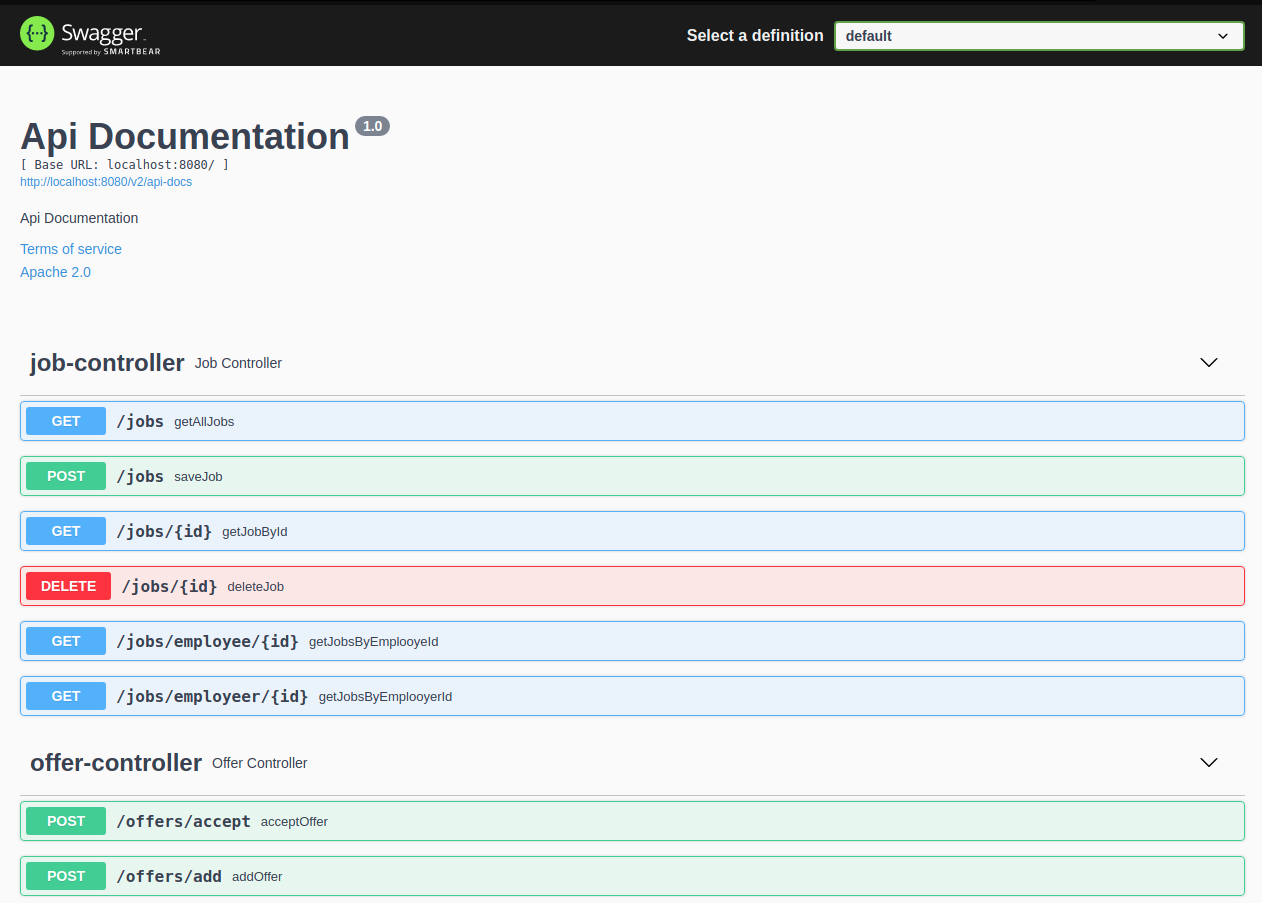 Swagger
Supported by SMARTBEAR
Select a definition
default
Api Documentation 1.0
[ Base URL: localhost:8080/ ]
http://localhost:8080/v2/api-docs
Api Documentation
Terms of service
Apache 2.0
job-controller Job Controller
GET /jobs getAllJobs
POST /jobs saveJob
GET /jobs/{id} getJobById
DELETE /jobs/{id} deleteJob
GET /jobs/employee/{id} getJobsByEmplooyeId
GET /jobs/employeer/{id} getJobsByEmplooyerId
offer-controller Offer Controller
POST /offers/accept acceptOffer
POST /offers/add addOffer